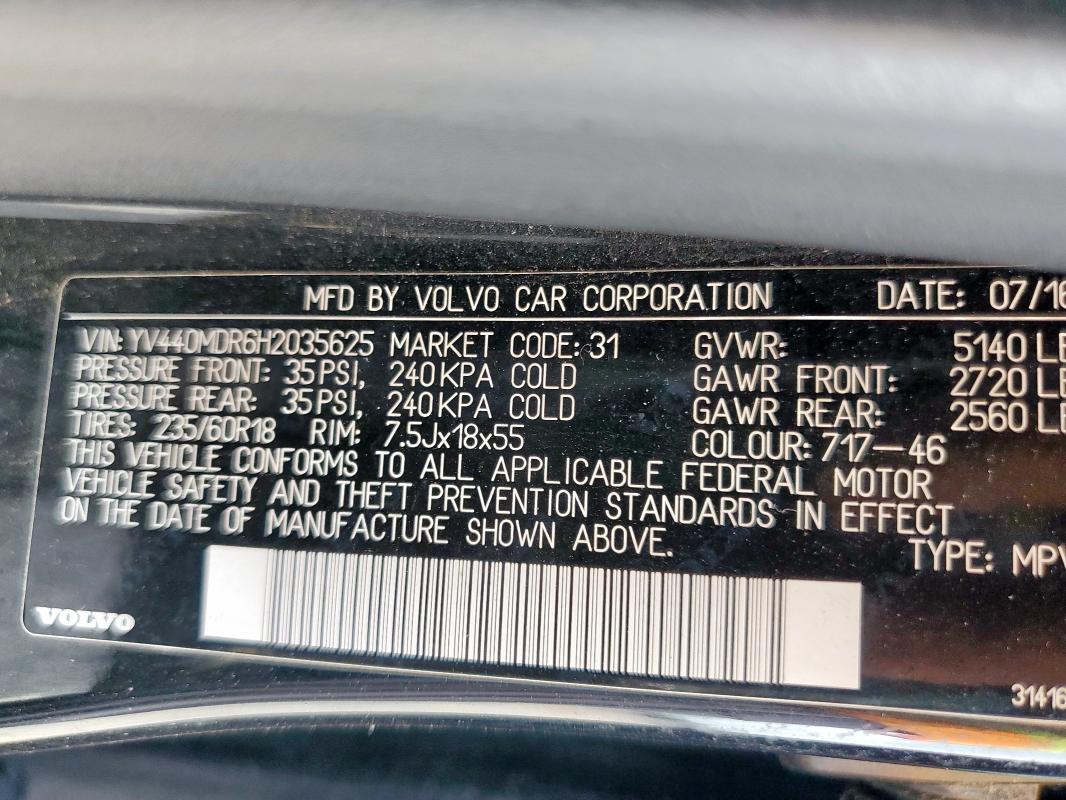 MFD BY VOLVO CAR CORPORATION DATE: 07/16
VIN: YV440MDR6H2035625 MARKET CODE: 31 GVWR: 5140 LB
PRESSURE FRONT: 35 PSI, 240 KPA COLD GAWR FRONT: 2720 LB
PRESSURE REAR: 35 PSI, 240 KPA COLD GAWR REAR: 2560 LB
TIRES: 235/60R18 RIM: 7.5Jx18x55 COLOUR: 717-46
THIS VEHICLE CONFORMS TO ALL APPLICABLE FEDERAL MOTOR
VEHICLE SAFETY AND THEFT PREVENTION STANDARDS IN EFFECT
ON THE DATE OF MANUFACTURE SHOWN ABOVE.
TYPE: MPV
VOLVO
31416